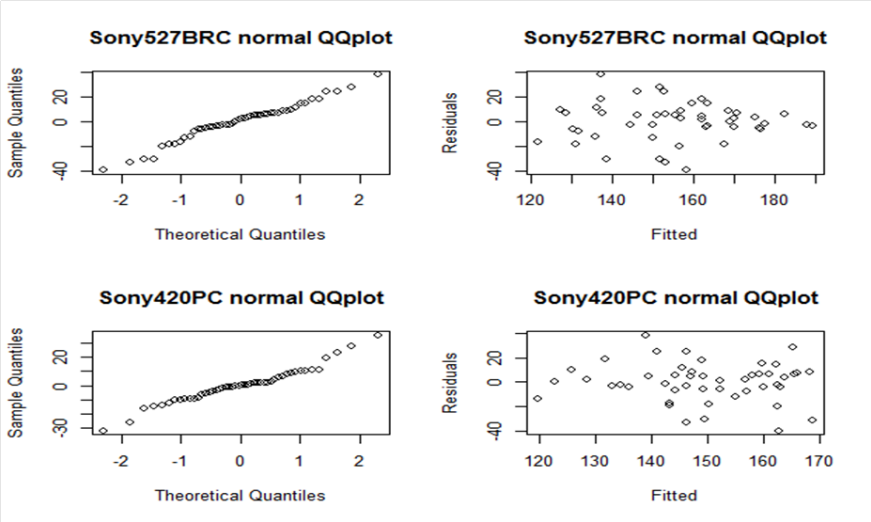 Sony527BRC normal QQplot
Sample Quantiles
-40 0 20
-2 -1 0 1 2
Theoretical Quantiles
Sony527BRC normal QQplot
Residuals
-40 0 20
120 140 160 180
Fitted
Sony420PC normal QQplot
Sample Quantiles
-30 0 20
-2 -1 0 1 2
Theoretical Quantiles
Sony420PC normal QQplot
Residuals
-40 0 20
120 130 140 150 160 170
Fitted